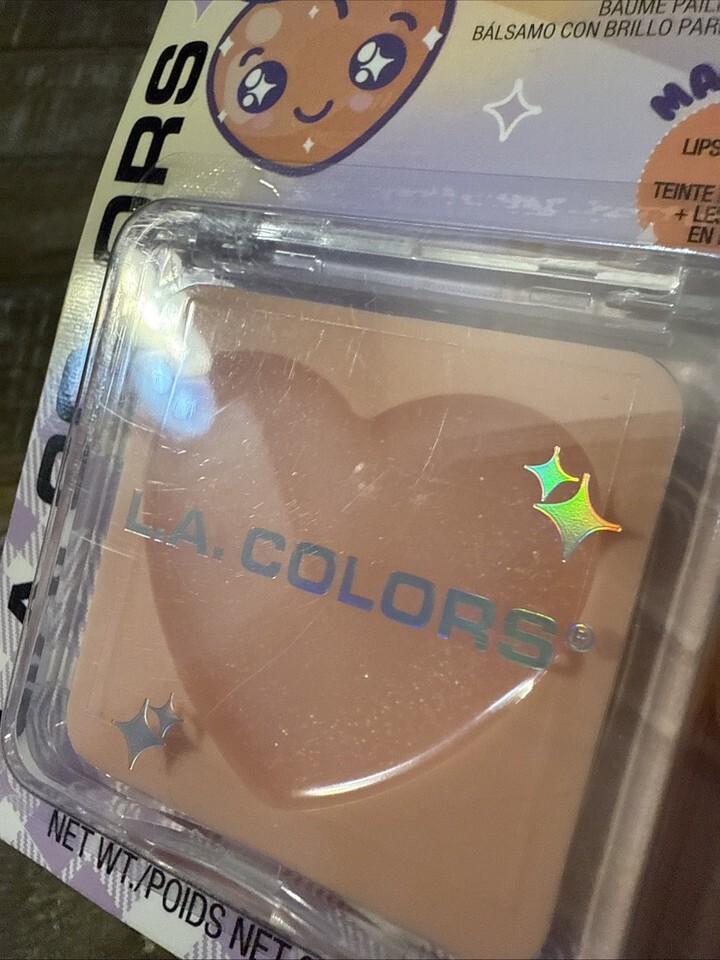 BAUME PAIL
BÁLSAMO CON BRILLO PAR
MA
LIPS
TEINTE
+ LE
EN
ORS
L.A. COLORS®
NET WT./POIDS NET